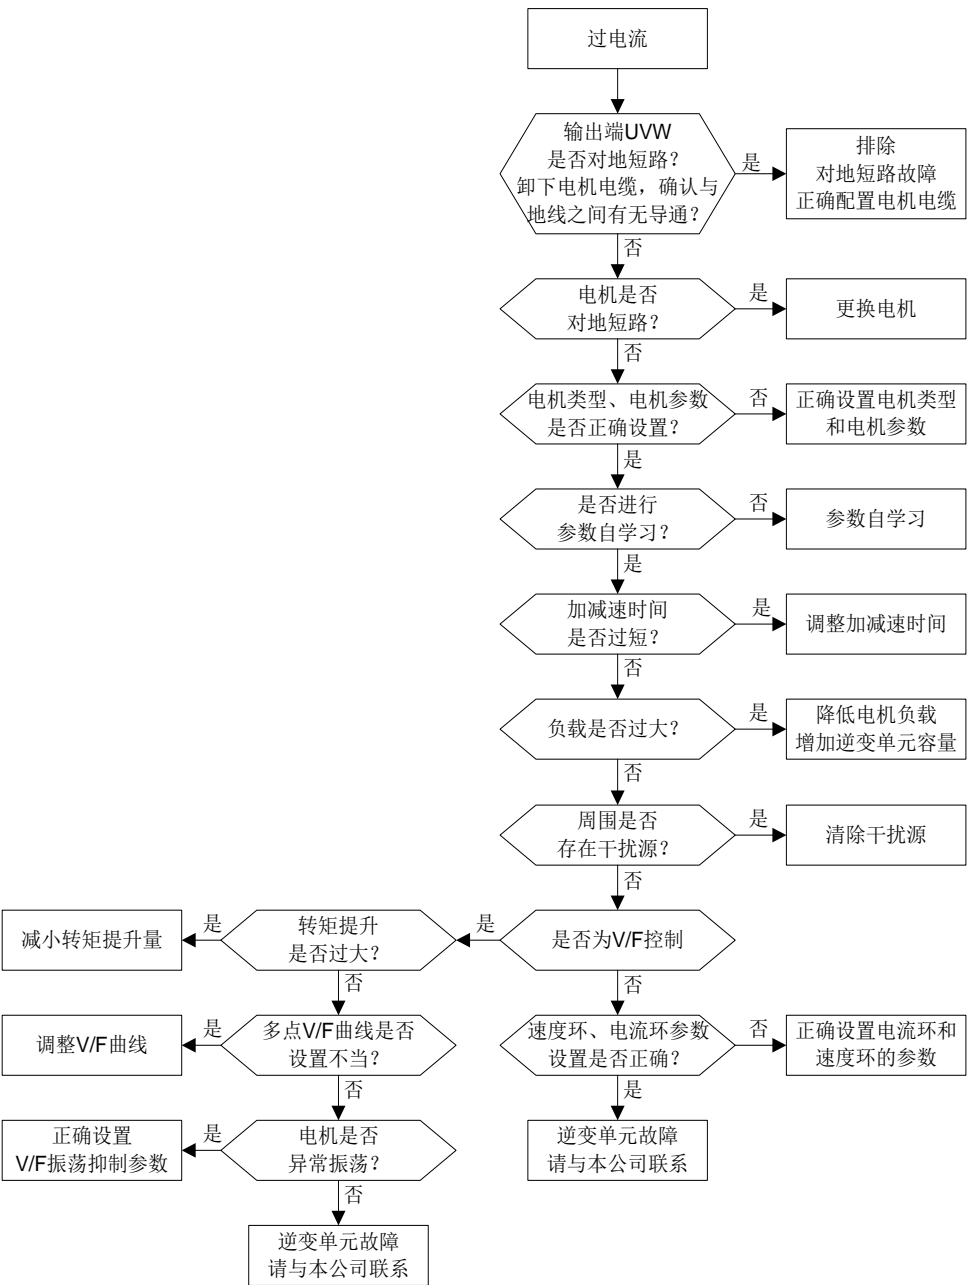 过电流
输出端UVW
是否对地短路?
卸下电机电缆，确认与
地线之间有无导通?
是
排除
对地短路故障
正确配置电机电缆
否
电机是否
对地短路?
是
更换电机
否
电机类型、电机参数
是否正确设置?
否
正确设置电机类型
和电机参数
是
是否进行
参数自学习?
否
参数自学习
是
加减速时间
是否过短?
是
调整加减速时间
否
负载是否过大?
是
降低电机负载
增加逆变单元容量
否
周围是否
存在干扰源?
是
清除干扰源
否
是否为V/F控制
是
转矩提升
是否过大?
是
减小转矩提升量
否
多点V/F曲线是否
设置不当?
是
调整V/F曲线
否
电机是否
异常振荡?
是
正确设置
V/F振荡抑制参数
否
逆变单元故障
请与本公司联系
否
速度环、电流环参数
设置是否正确?
否
正确设置电流环和
速度环的参数
是
逆变单元故障
请与本公司联系